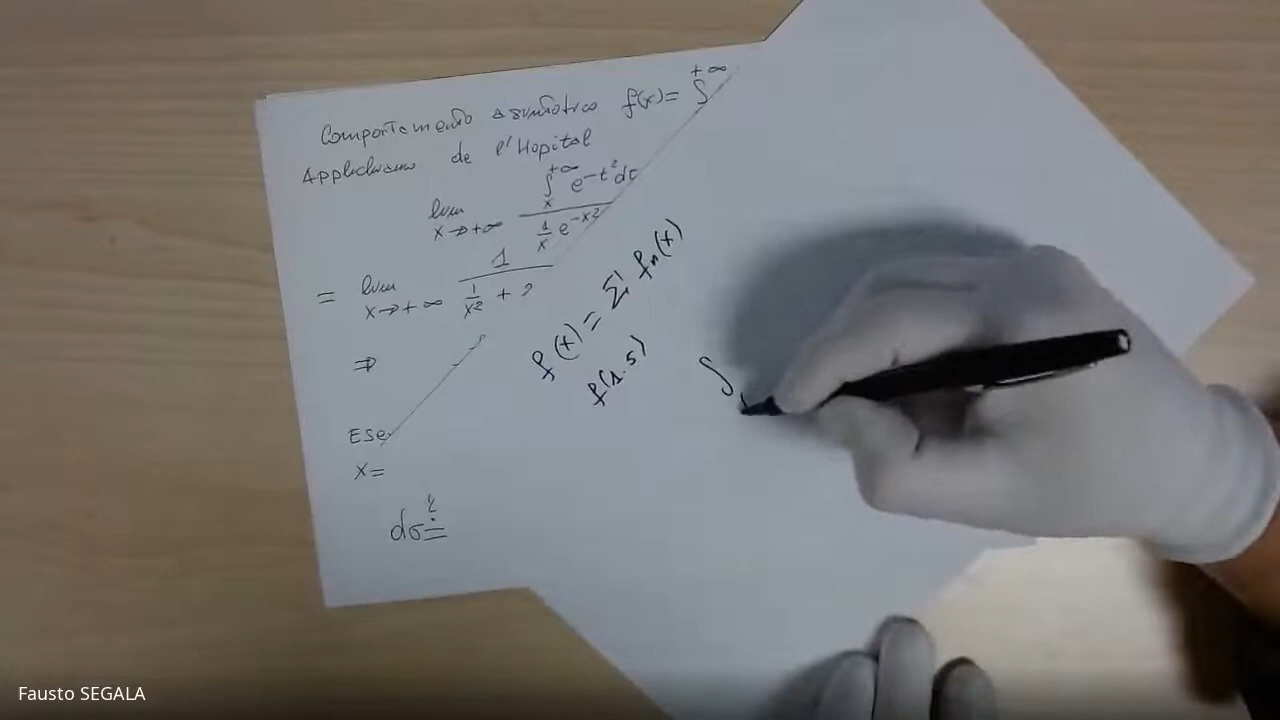 Comportamento asintotico f(x) = ∫ +∞
Applichiamo de l'Hopital
lim x→+∞ ∫ₓ^+∞ e^-t² dt / 1/x e^-x²
= lim x→+∞ 1 / 1/x² + 2
⇒
Ese
x =
dσ =
f(x) = Σ fn(x)
f(1.5)
∫
Fausto SEGALA